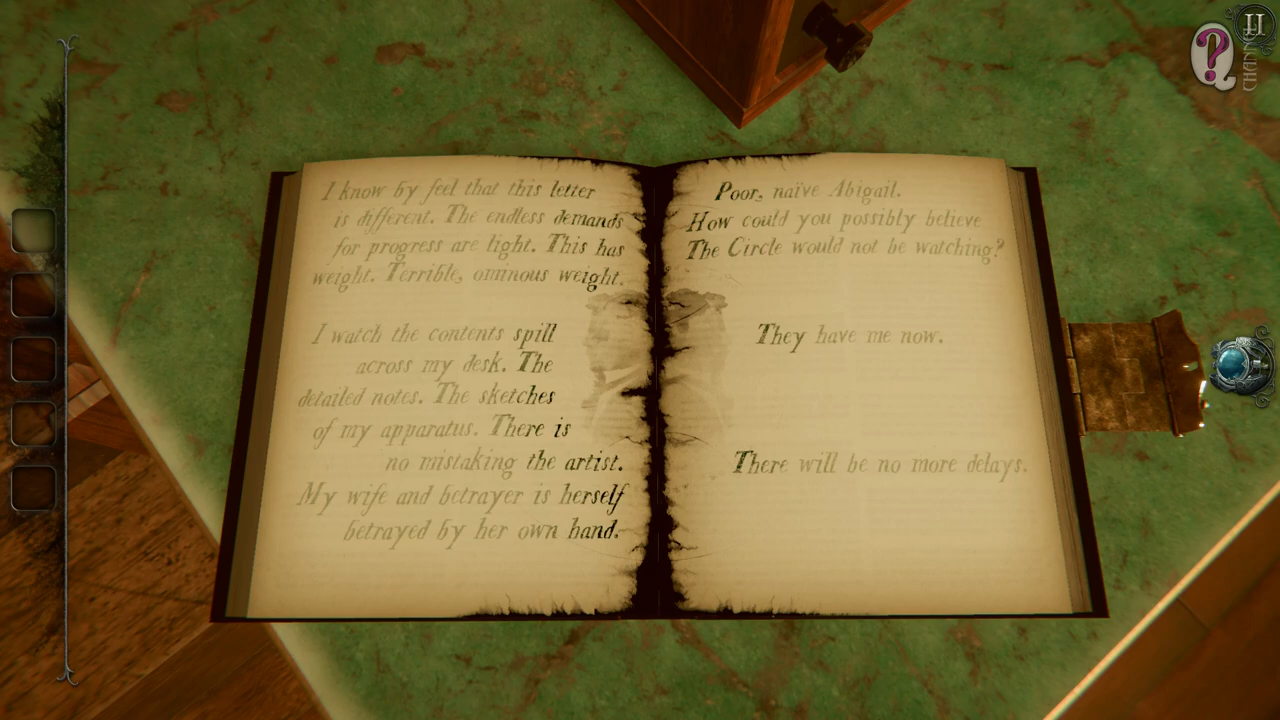 I know by feel that this letter
is different. The endless demands
for progress are light. This has
weight. Terrible, ominous weight.
I watch the contents spill
across my desk. The
detailed notes. The sketches
of my apparatus. There is
no mistaking the artist.
My wife and betrayer is herself
betrayed by her own hand.
Poor, naïve Abigail.
How could you possibly believe
The Circle would not be watching?
They have me now.
There will be no more delays.
II
?